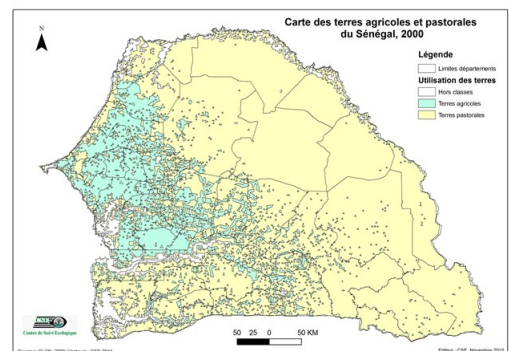 N
Carte des terres agricoles et pastorales
du Sénégal, 2000
Légende
Limites départements
Utilisation des terres
Hors classes
Terres agricoles
Terres pastorales
CSE
Centre de Suivi Ecologique
50 25 0 50 KM
Edition : CSE, Novembre 2015